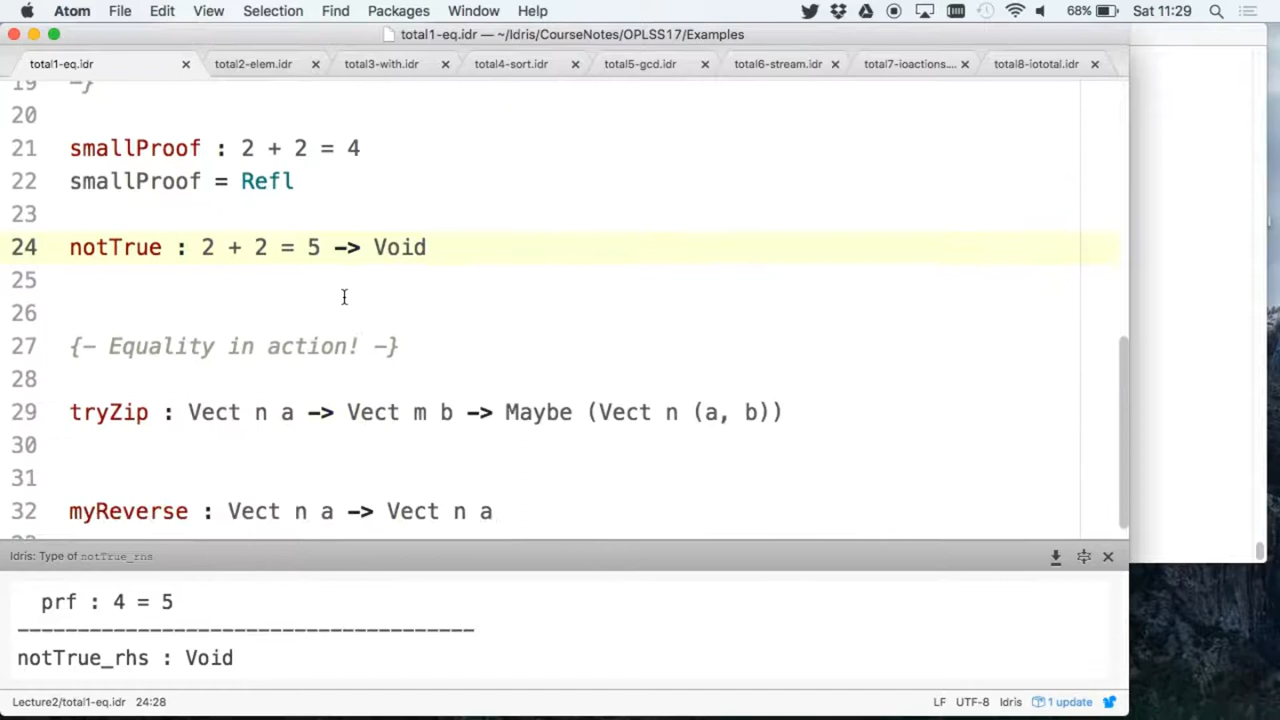 Atom File Edit View Selection Find Packages Window Help 68% Sat 11:29
total1-eq.idr — ~/Idris/CourseNotes/OPLSS17/Examples
total1-eq.idr total2-elem.idr total3-with.idr total4-sort.idr total5-gcd.idr total6-stream.idr total7-ioactions.... total8-iototal.idr
19 -}
20
21 smallProof : 2 + 2 = 4
22 smallProof = Refl
23
24 notTrue : 2 + 2 = 5 -> Void
25
26
27 {- Equality in action! -}
28
29 tryZip : Vect n a -> Vect m b -> Maybe (Vect n (a, b))
30
31
32 myReverse : Vect n a -> Vect n a
Idris: Type of notTrue_rhs
prf : 4 = 5
--------------------------------------
notTrue_rhs : Void
Lecture2/total1-eq.idr 24:28 LF UTF-8 Idris 1 update